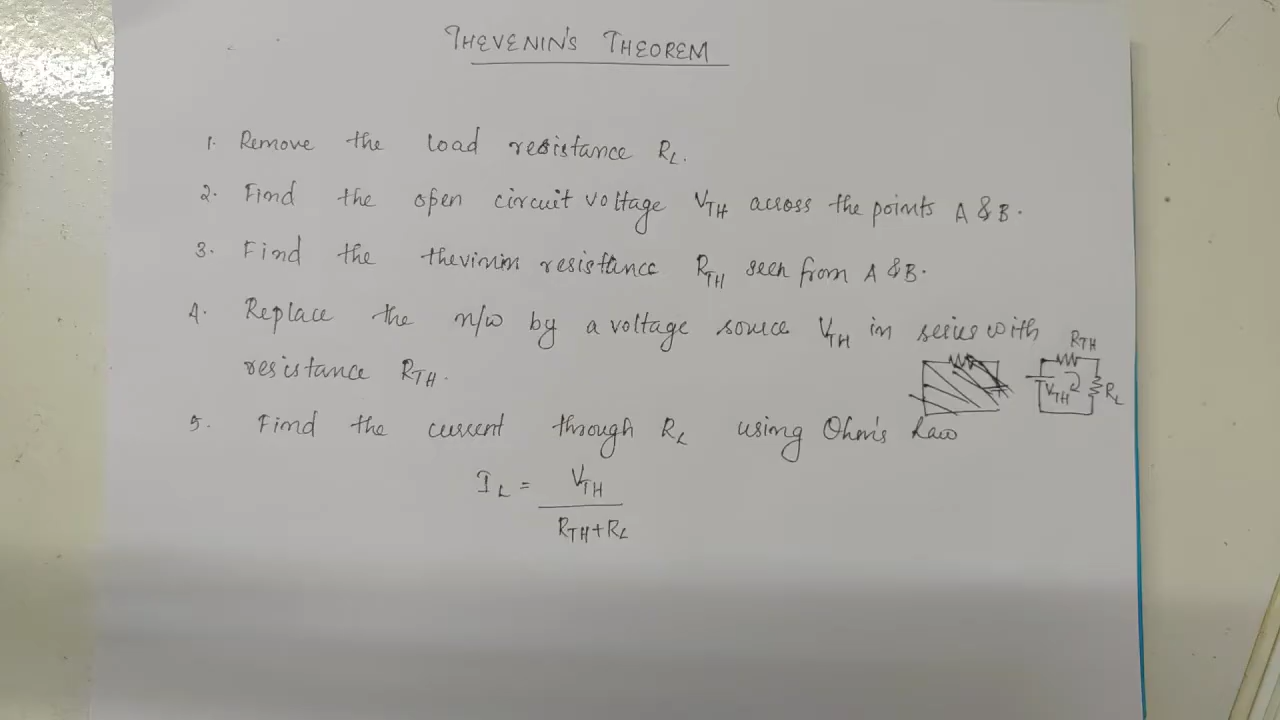 THEVENIN'S THEOREM
1. Remove the load resistance RL.
2. Find the open circuit voltage VTH across the points A & B.
3. Find the thevinin resistance RTH seen from A & B.
4. Replace the n/w by a voltage source VTH in series with
resistance RTH.
RTH
VTH
RL
5. Find the current through RL using Ohm's Law
IL = VTH
RTH+RL